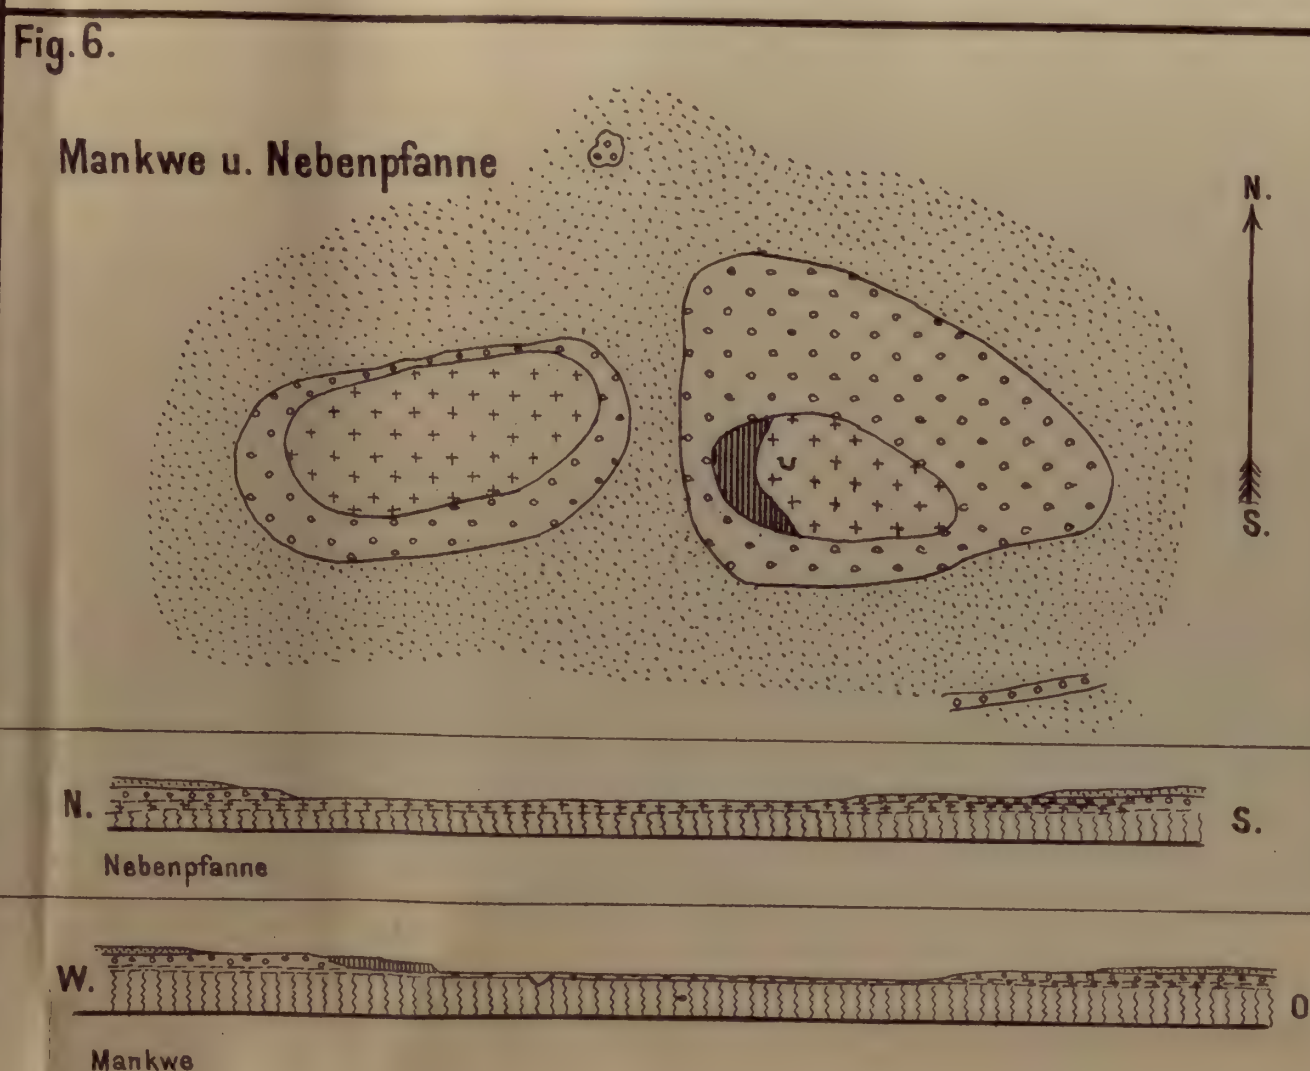 Fig. 6.
Mankwe u. Nebenpfanne
N.
S.
N.
S.
Nebenpfanne
W.
O
Mankwe